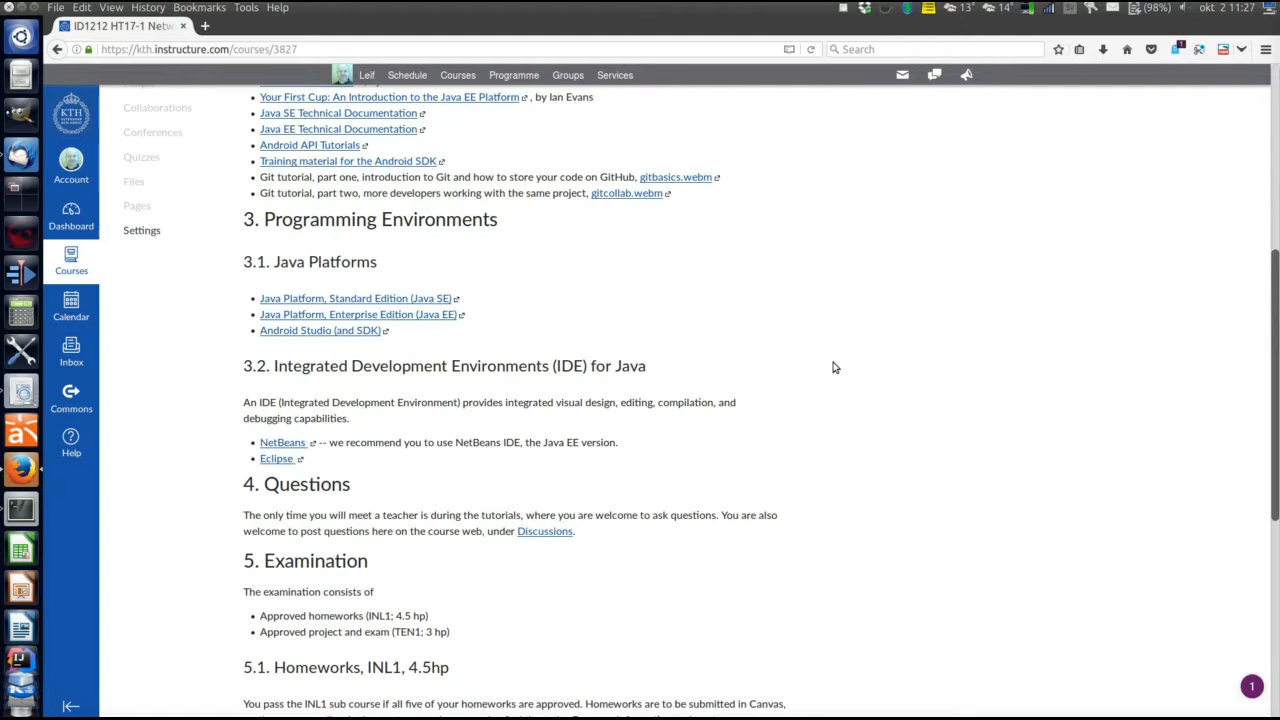 File Edit View History Bookmarks Tools Help
13° 14° (98%) okt 2 11:27
ID1212 HT17-1 Netw
https://kth.instructure.com/courses/3827
Search
Leif Schedule Courses Programme Groups Services
KTH
Account
Dashboard
Courses
Calendar
Inbox
Commons
Help
Collaborations
Conferences
Quizzes
Files
Pages
Settings
• Your First Cup: An Introduction to the Java EE Platform , by Ian Evans
• Java SE Technical Documentation
• Java EE Technical Documentation
• Android API Tutorials
• Training material for the Android SDK
• Git tutorial, part one, introduction to Git and how to store your code on GitHub, gitbasics.webm
• Git tutorial, part two, more developers working with the same project, gitcollab.webm
3. Programming Environments
3.1. Java Platforms
• Java Platform, Standard Edition (Java SE)
• Java Platform, Enterprise Edition (Java EE)
• Android Studio (and SDK)
3.2. Integrated Development Environments (IDE) for Java
An IDE (Integrated Development Environment) provides integrated visual design, editing, compilation, and
debugging capabilities.
• NetBeans -- we recommend you to use NetBeans IDE, the Java EE version.
• Eclipse
4. Questions
The only time you will meet a teacher is during the tutorials, where you are welcome to ask questions. You are also
welcome to post questions here on the course web, under Discussions.
5. Examination
The examination consists of
• Approved homeworks (INL1; 4.5 hp)
• Approved project and exam (TEN1; 3 hp)
5.1. Homeworks, INL1, 4.5hp
You pass the INL1 sub course if all five of your homeworks are approved. Homeworks are to be submitted in Canvas,
1